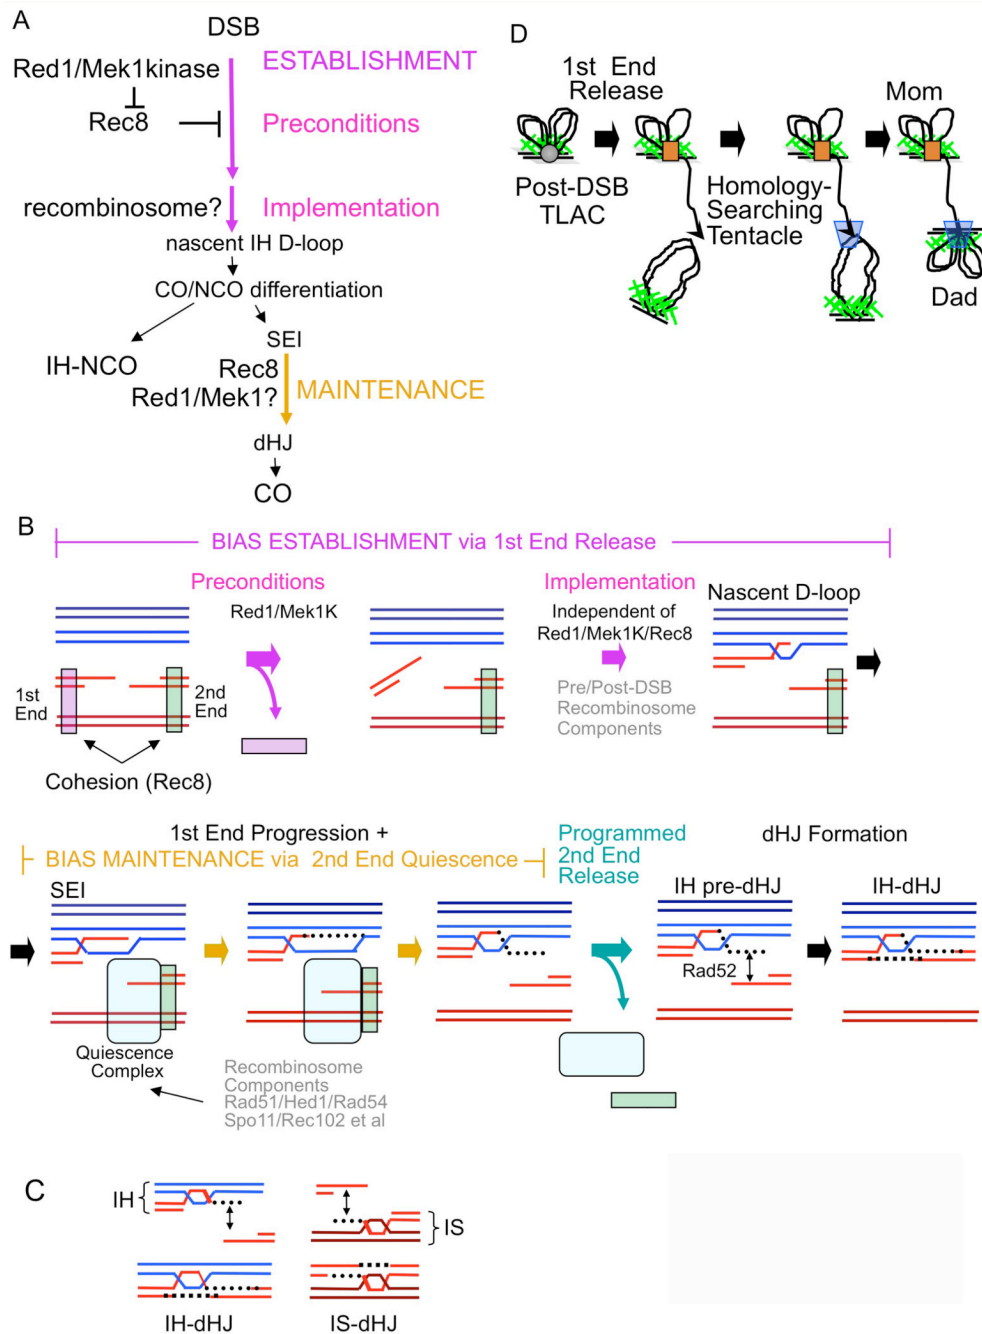 A
DSB
Red1/Mek1kinase
ESTABLISHMENT
Rec8
Preconditions
recombinosome?
Implementation
nascent IH D-loop
CO/NCO differentiation
SEI
IH-NCO
Rec8
Red1/Mek1?
MAINTENANCE
dHJ
CO
D
1st End
Release
Mom
Post-DSB
TLAC
Homology-
Searching
Tentacle
Dad
B
BIAS ESTABLISHMENT via 1st End Release
Preconditions
Implementation
Red1/Mek1K
Independent of
Red1/Mek1K/Rec8
Nascent D-loop
1st
End
2nd
End
Pre/Post-DSB
Recombinosome
Components
Cohesion (Rec8)
1st End Progression +
BIAS MAINTENANCE via 2nd End Quiescence
Programmed
2nd End
Release
dHJ Formation
SEI
IH pre-dHJ
IH-dHJ
Rad52
Quiescence
Complex
Recombinosome
Components
Rad51/Hed1/Rad54
Spo11/Rec102 et al
C
IH
IS
IH-dHJ
IS-dHJ